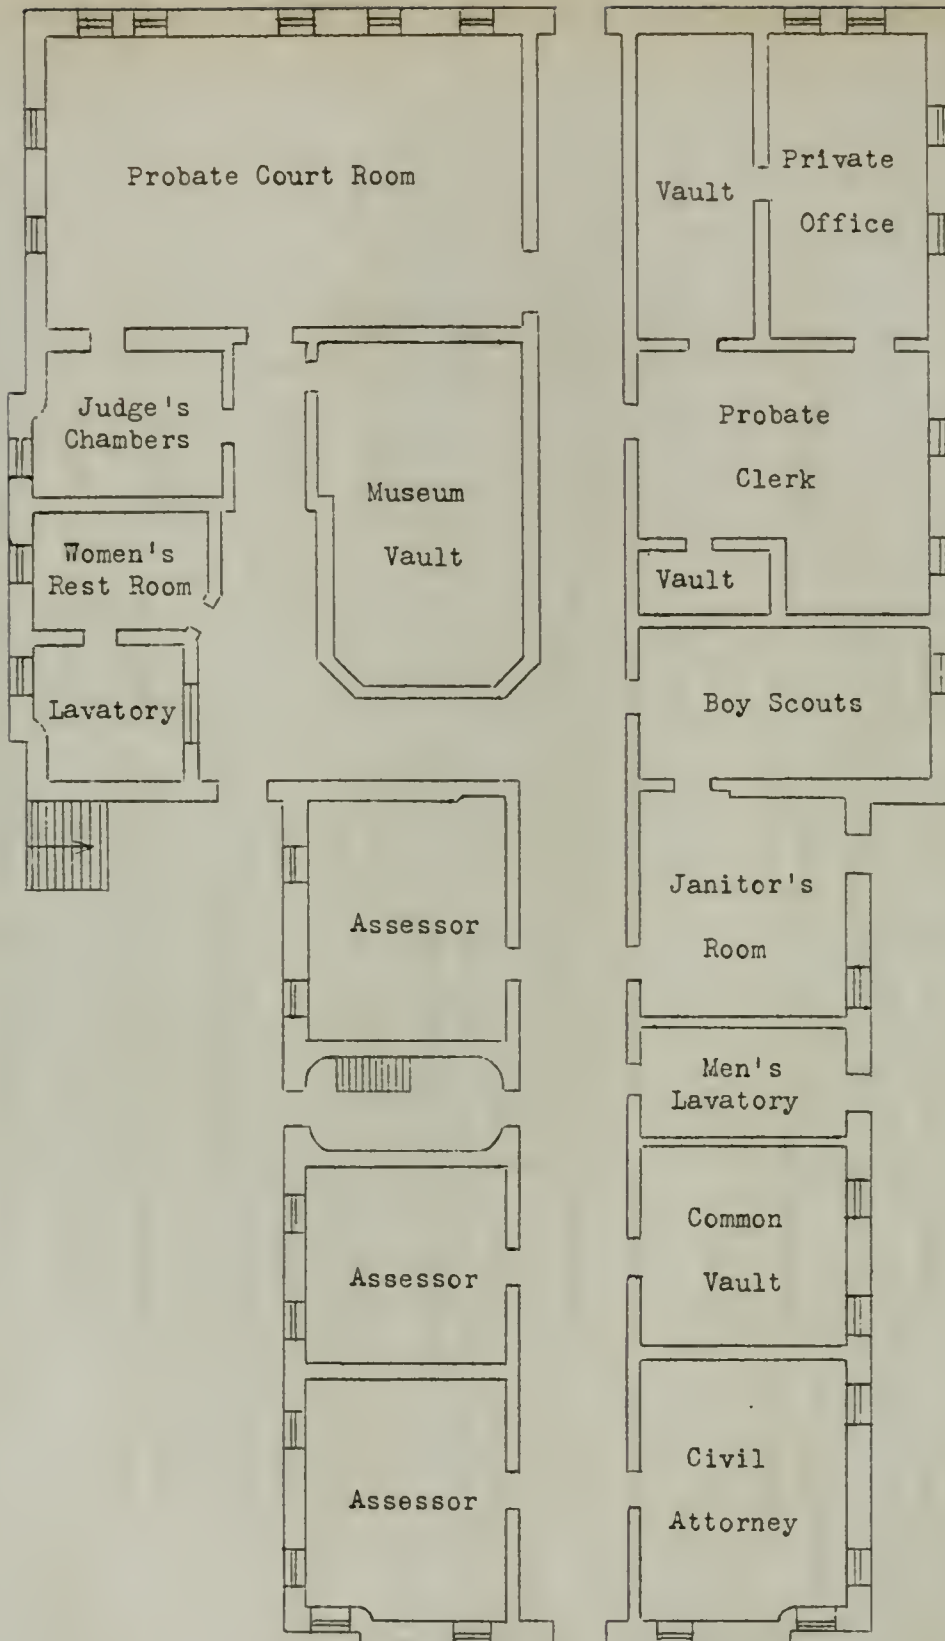 Probate Court Room
Vault
Private
Office
Judge's
Chambers
Museum
Vault
Probate
Clerk
Women's
Rest Room
Vault
Lavatory
Boy Scouts
Assessor
Janitor's
Room
Men's
Lavatory
Assessor
Common
Vault
Assessor
Civil
Attorney